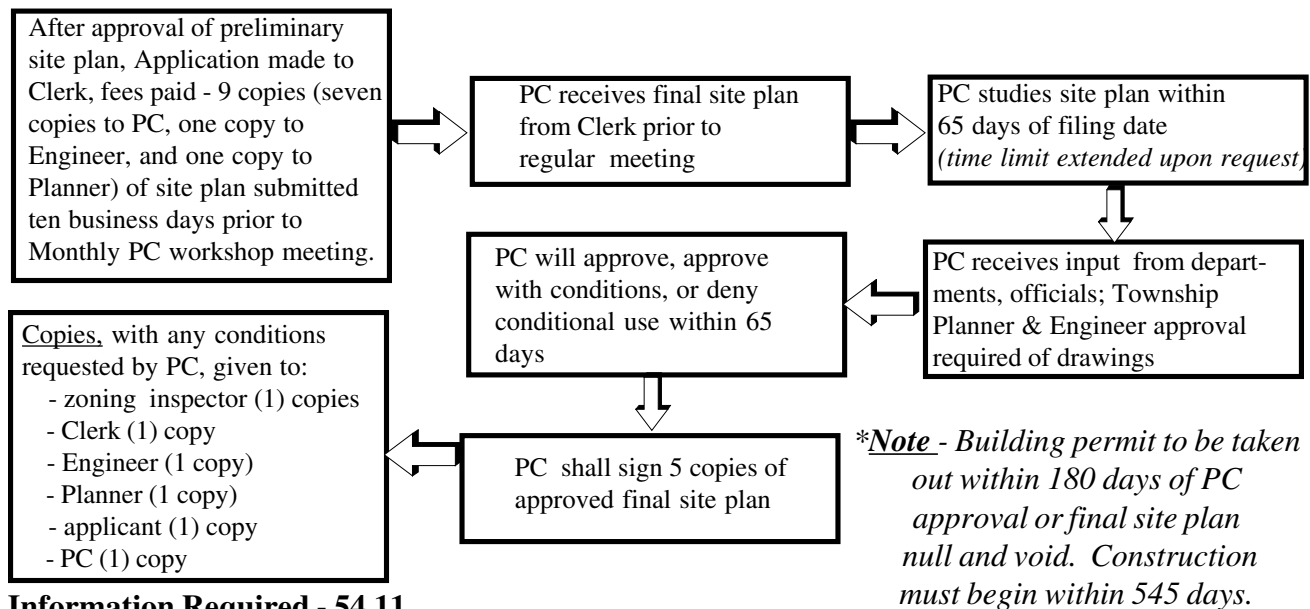 After approval of preliminary
site plan, Application made to
Clerk, fees paid - 9 copies (seven
copies to PC, one copy to
Engineer, and one copy to
Planner) of site plan submitted
ten business days prior to
Monthly PC workshop meeting.
PC receives final site plan
from Clerk prior to
regular meeting
PC studies site plan within
65 days of filing date
(time limit extended upon request)
PC receives input from depart-
ments, officials; Township
Planner & Engineer approval
required of drawings
PC will approve, approve
with conditions, or deny
conditional use within 65
days
PC shall sign 5 copies of
approved final site plan
Copies, with any conditions
requested by PC, given to:
- zoning inspector (1) copies
- Clerk (1) copy
- Engineer (1 copy)
- Planner (1 copy)
- applicant (1) copy
- PC (1) copy
*Note - Building permit to be taken
out within 180 days of PC
approval or final site plan
null and void. Construction
must begin within 545 days.
Information Required - 54.11